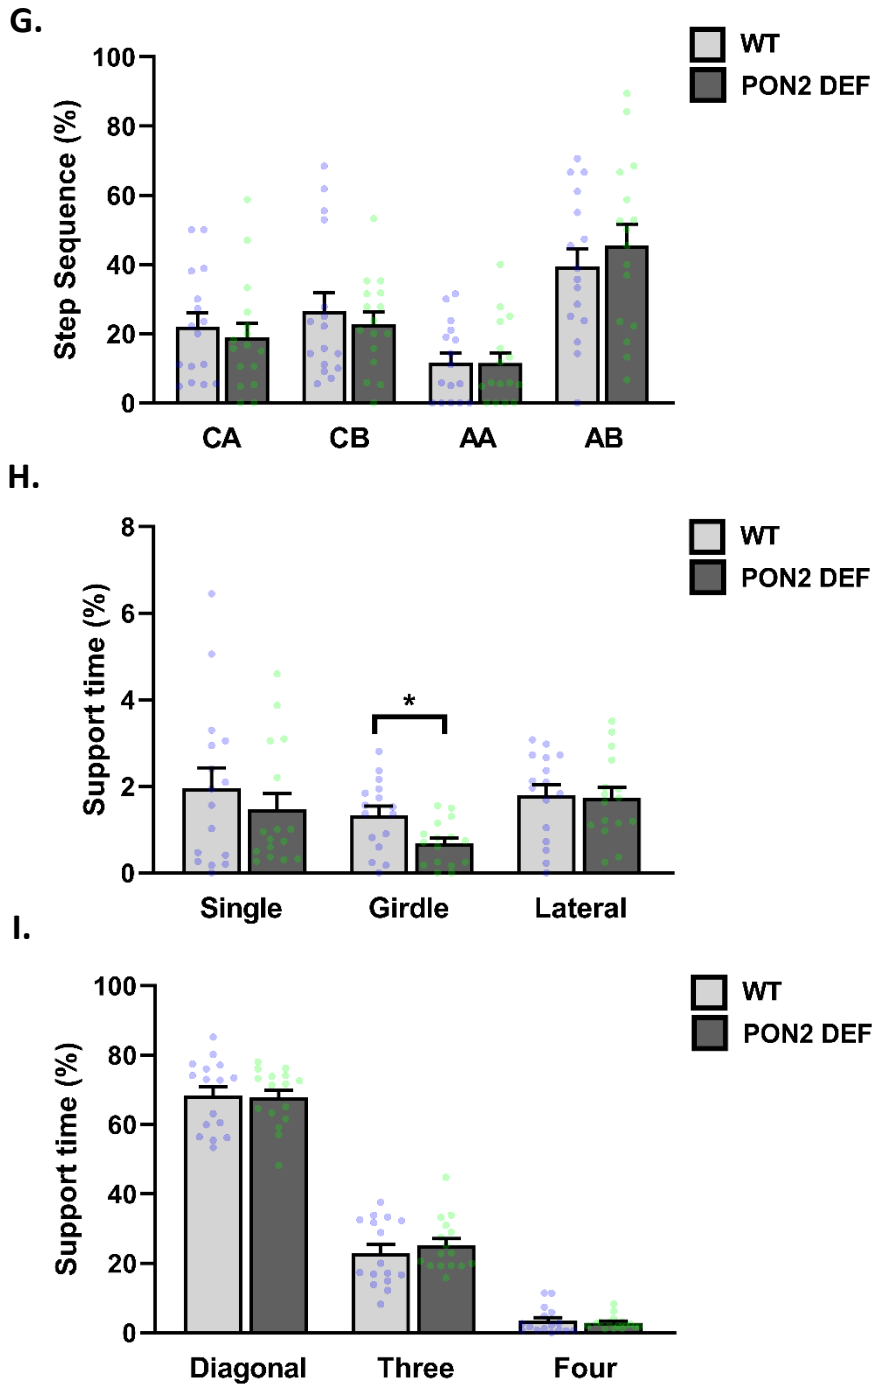 G.
Step Sequence (%)
100
80
60
40
20
0
CA CB AA AB
WT
PON2 DEF
H.
Support time (%)
8
6
4
2
0
*
Single Girdle Lateral
WT
PON2 DEF
I.
Support time (%)
100
80
60
40
20
0
Diagonal Three Four
WT
PON2 DEF